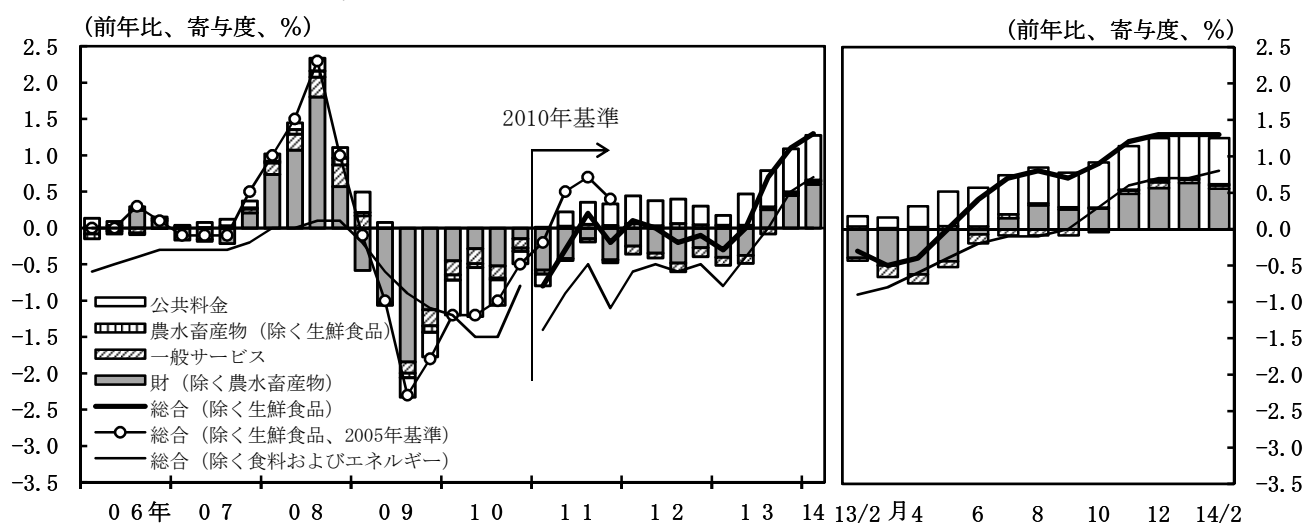 (前年比、寄与度、%)
2.5
2.0
1.5
1.0
0.5
0.0
-0.5
-1.0
-1.5
-2.0
-2.5
-3.0
-3.5
2010年基準
公共料金
農水畜産物（除く生鮮食品）
一般サービス
財（除く農水畜産物）
総合（除く生鮮食品）
総合（除く生鮮食品、2005年基準）
総合（除く食料およびエネルギー）
06年 07 08 09 10 11 12 13 14
(前年比、寄与度、%)
2.5
2.0
1.5
1.0
0.5
0.0
-0.5
-1.0
-1.5
-2.0
-2.5
-3.0
-3.5
13/2月 4 6 8 10 12 14/2